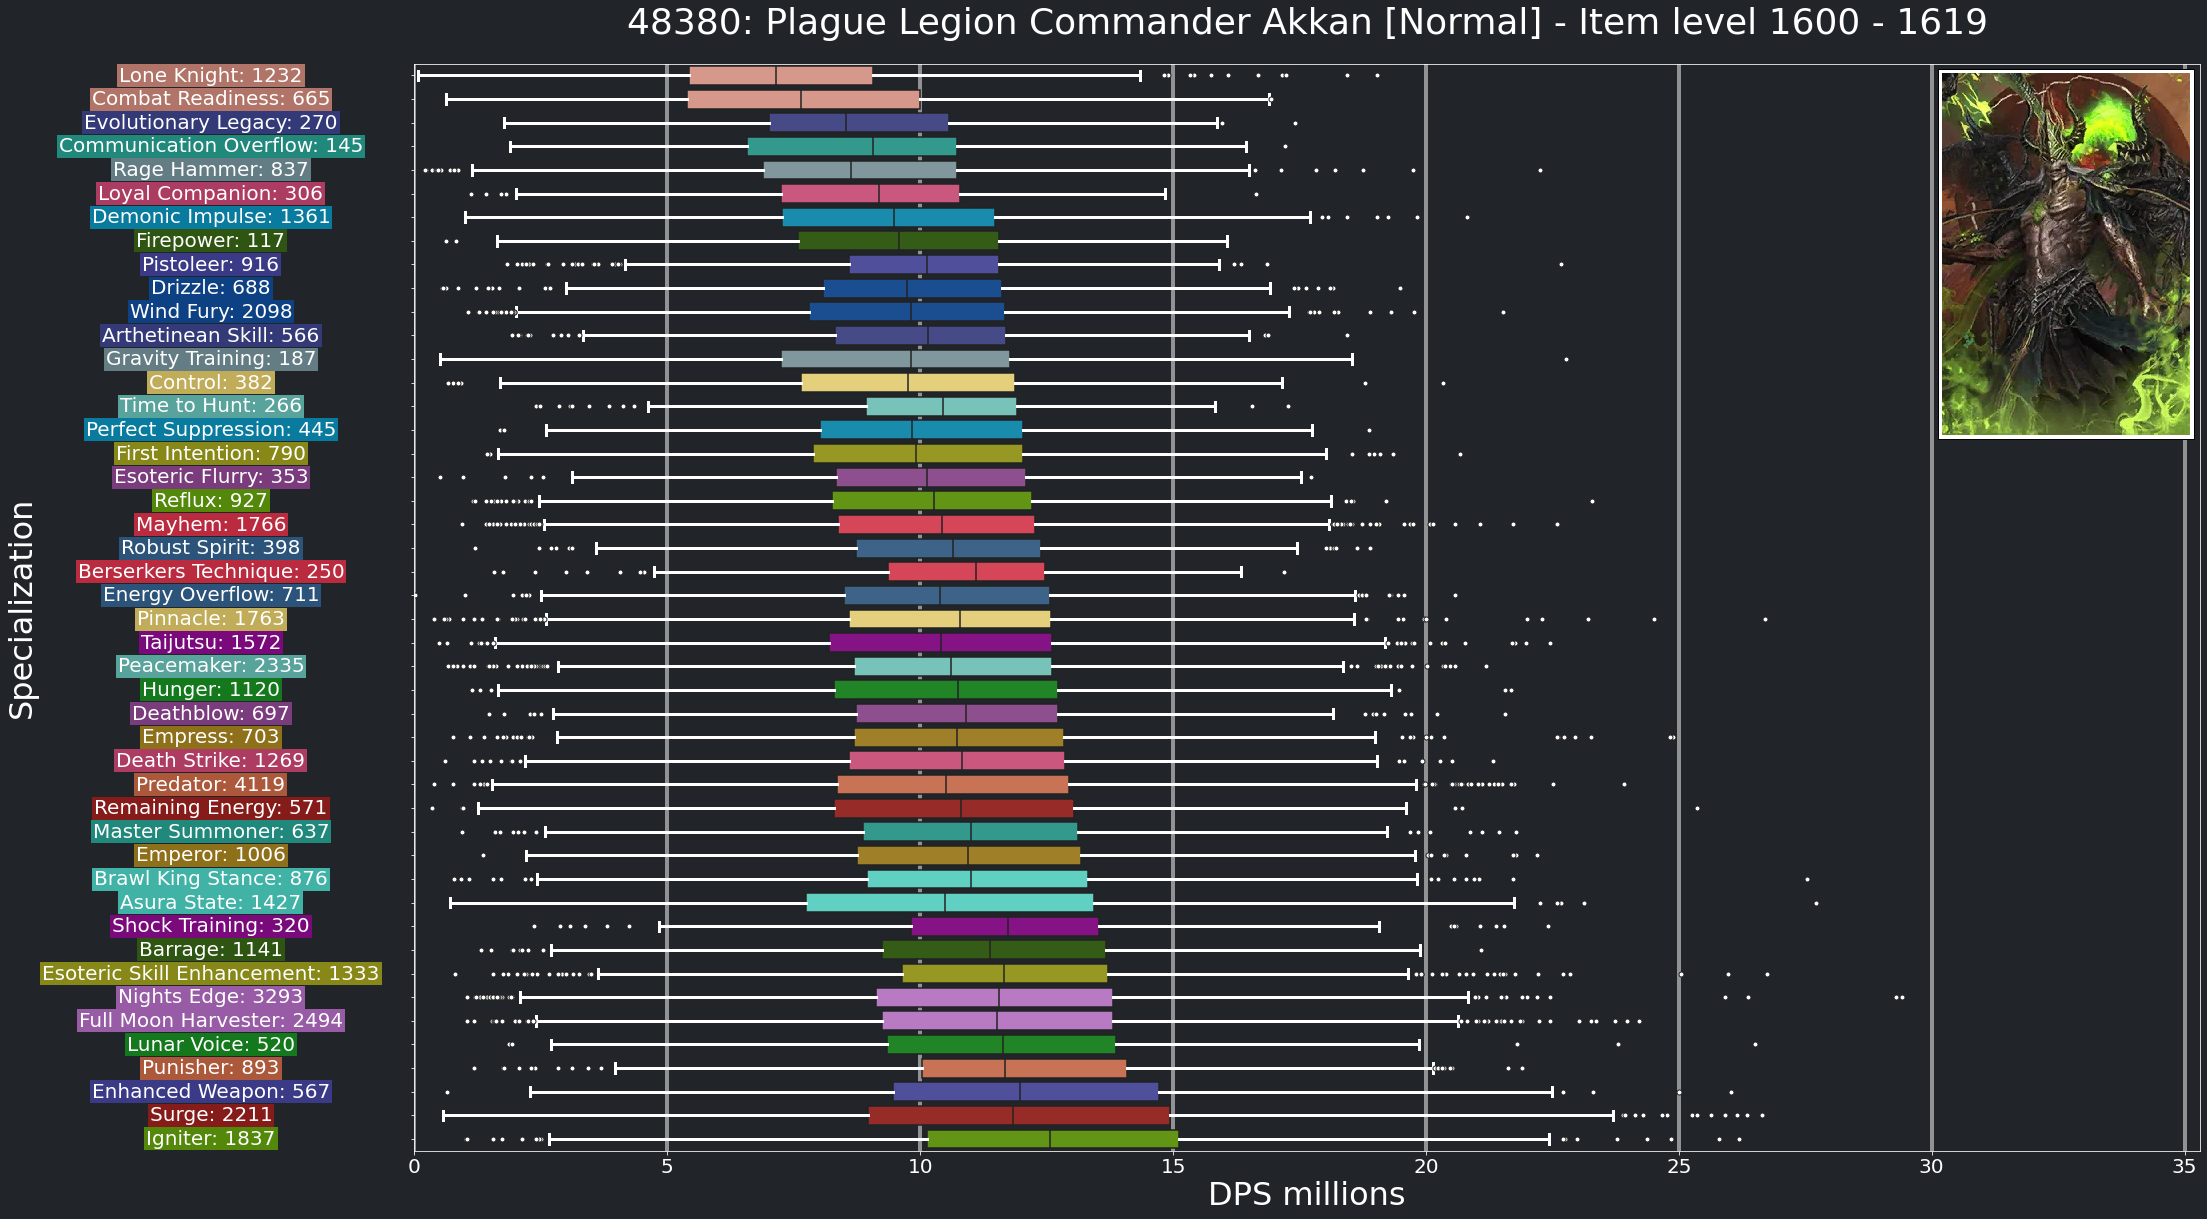 48380: Plague Legion Commander Akkan [Normal] - Item level 1600 - 1619
Specialization
Lone Knight: 1232
Combat Readiness: 665
Evolutionary Legacy: 270
Communication Overflow: 145
Rage Hammer: 837
Loyal Companion: 306
Demonic Impulse: 1361
Firepower: 117
Pistoleer: 916
Drizzle: 688
Wind Fury: 2098
Arthetinean Skill: 566
Gravity Training: 187
Control: 382
Time to Hunt: 266
Perfect Suppression: 445
First Intention: 790
Esoteric Flurry: 353
Reflux: 927
Mayhem: 1766
Robust Spirit: 398
Berserkers Technique: 250
Energy Overflow: 711
Pinnacle: 1763
Taijutsu: 1572
Peacemaker: 2335
Hunger: 1120
Deathblow: 697
Empress: 703
Death Strike: 1269
Predator: 4119
Remaining Energy: 571
Master Summoner: 637
Emperor: 1006
Brawl King Stance: 876
Asura State: 1427
Shock Training: 320
Barrage: 1141
Esoteric Skill Enhancement: 1333
Nights Edge: 3293
Full Moon Harvester: 2494
Lunar Voice: 520
Punisher: 893
Enhanced Weapon: 567
Surge: 2211
Igniter: 1837
0 5 10 15 20 25 30 35
DPS millions